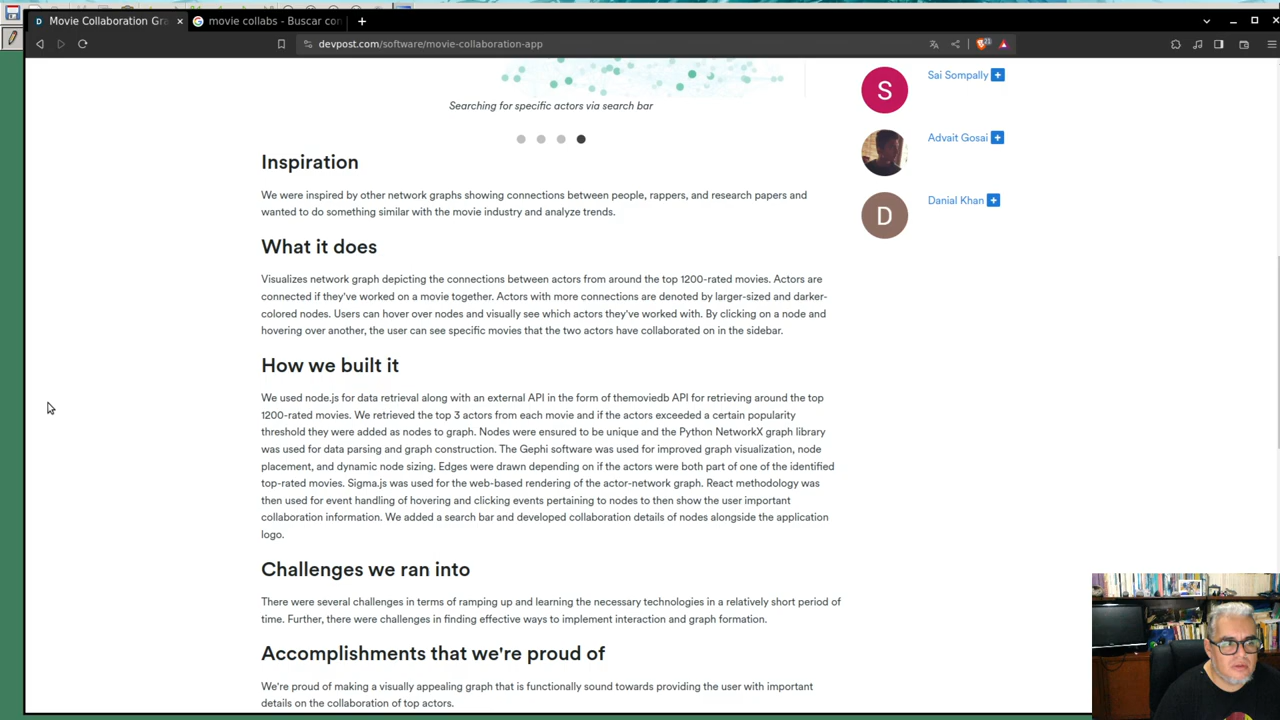 Movie Collaboration Gra
movie collabs - Buscar con
devpost.com/software/movie-collaboration-app
21
Searching for specific actors via search bar
S
Sai Sompally
Advait Gosai
D
Danial Khan
Inspiration
We were inspired by other network graphs showing connections between people, rappers, and research papers and
wanted to do something similar with the movie industry and analyze trends.
What it does
Visualizes network graph depicting the connections between actors from around the top 1200-rated movies. Actors are
connected if they've worked on a movie together. Actors with more connections are denoted by larger-sized and darker-
colored nodes. Users can hover over nodes and visually see which actors they've worked with. By clicking on a node and
hovering over another, the user can see specific movies that the two actors have collaborated on in the sidebar.
How we built it
We used node.js for data retrieval along with an external API in the form of themoviedb API for retrieving around the top
1200-rated movies. We retrieved the top 3 actors from each movie and if the actors exceeded a certain popularity
threshold they were added as nodes to graph. Nodes were ensured to be unique and the Python NetworkX graph library
was used for data parsing and graph construction. The Gephi software was used for improved graph visualization, node
placement, and dynamic node sizing. Edges were drawn depending on if the actors were both part of one of the identified
top-rated movies. Sigma.js was used for the web-based rendering of the actor-network graph. React methodology was
then used for event handling of hovering and clicking events pertaining to nodes to then show the user important
collaboration information. We added a search bar and developed collaboration details of nodes alongside the application
logo.
Challenges we ran into
There were several challenges in terms of ramping up and learning the necessary technologies in a relatively short period of
time. Further, there were challenges in finding effective ways to implement interaction and graph formation.
Accomplishments that we're proud of
We're proud of making a visually appealing graph that is functionally sound towards providing the user with important
details on the collaboration of top actors.